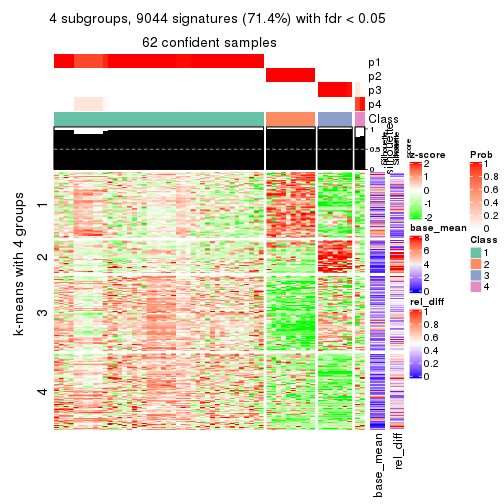 4 subgroups, 9044 signatures (71.4%) with fdr < 0.05
62 confident samples
p1
p2
p3
p4
Class
1
0.5
0
silhouette
score
k-means with 4 groups
1
2
3
4
base_mean
rel_diff
z-score
2
1
0
-1
-2
base_mean
8
6
4
2
0
rel_diff
1
0.8
0.6
0.4
0.2
0
Prob
1
0.8
0.6
0.4
0.2
0
Class
1
2
3
4